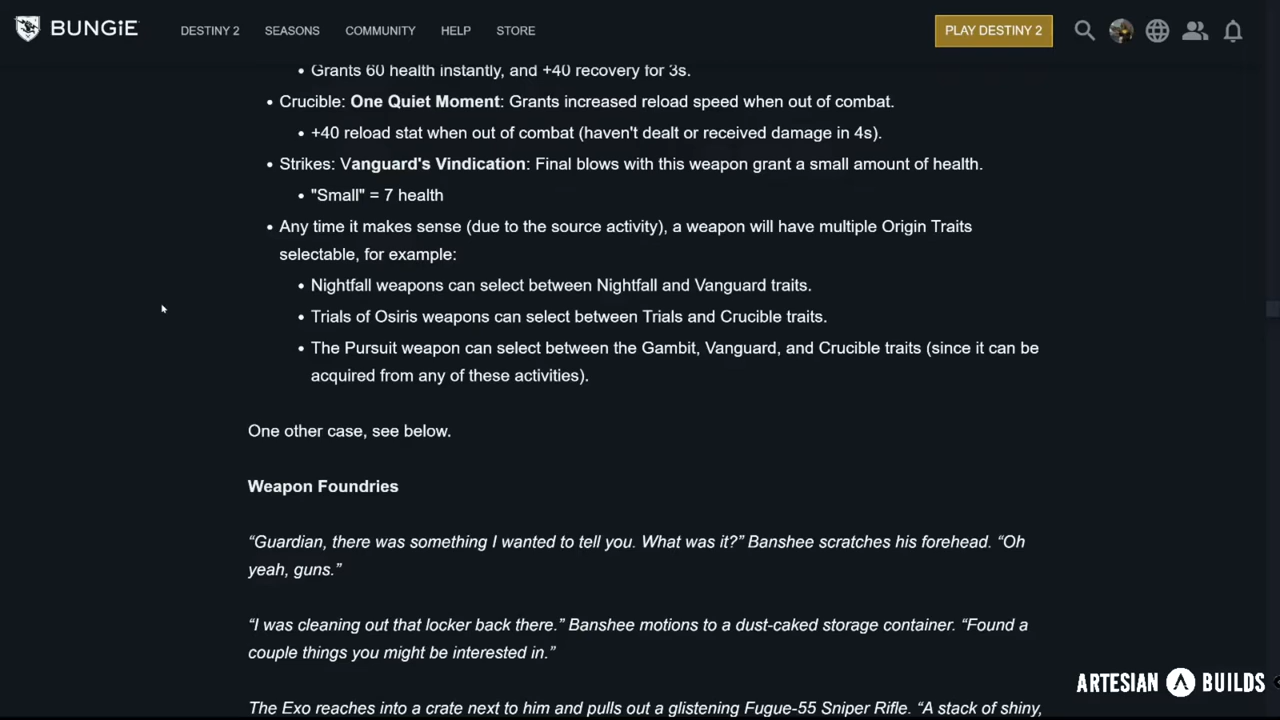 BUNGiE
DESTINY 2
SEASONS
COMMUNITY
HELP
STORE
PLAY DESTINY 2
• Grants 60 health instantly, and +40 recovery for 3s.
• Crucible: One Quiet Moment: Grants increased reload speed when out of combat.
• +40 reload stat when out of combat (haven't dealt or received damage in 4s).
• Strikes: Vanguard's Vindication: Final blows with this weapon grant a small amount of health.
• "Small" = 7 health
• Any time it makes sense (due to the source activity), a weapon will have multiple Origin Traits
selectable, for example:
• Nightfall weapons can select between Nightfall and Vanguard traits.
• Trials of Osiris weapons can select between Trials and Crucible traits.
• The Pursuit weapon can select between the Gambit, Vanguard, and Crucible traits (since it can be
acquired from any of these activities).
One other case, see below.
Weapon Foundries
“Guardian, there was something I wanted to tell you. What was it?” Banshee scratches his forehead. “Oh
yeah, guns.”
“I was cleaning out that locker back there.” Banshee motions to a dust-caked storage container. “Found a
couple things you might be interested in.”
The Exo reaches into a crate next to him and pulls out a glistening Fugue-55 Sniper Rifle. “A stack of shiny,
ARTESIAN BUILDS